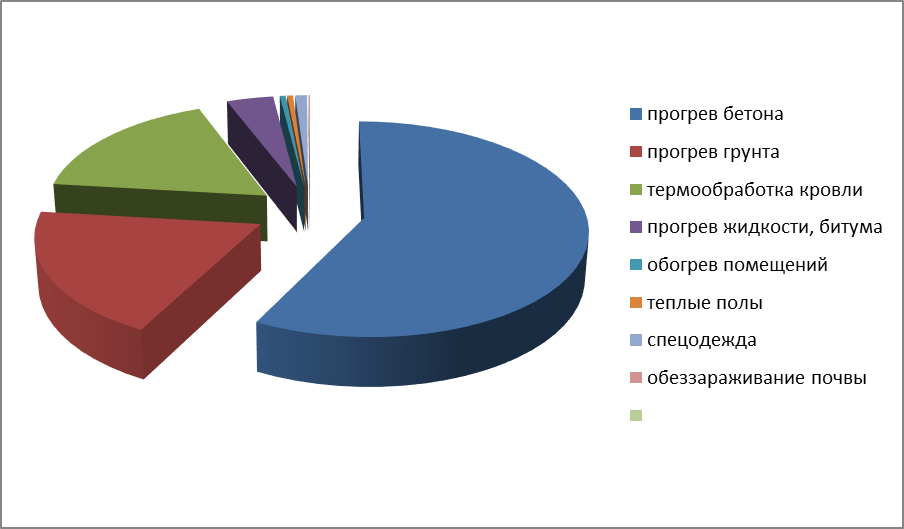 прогрев бетона
прогрев грунта
термообработка кровли
прогрев жидкости, битума
обогрев помещений
теплые полы
спецодежда
обеззараживание почвы